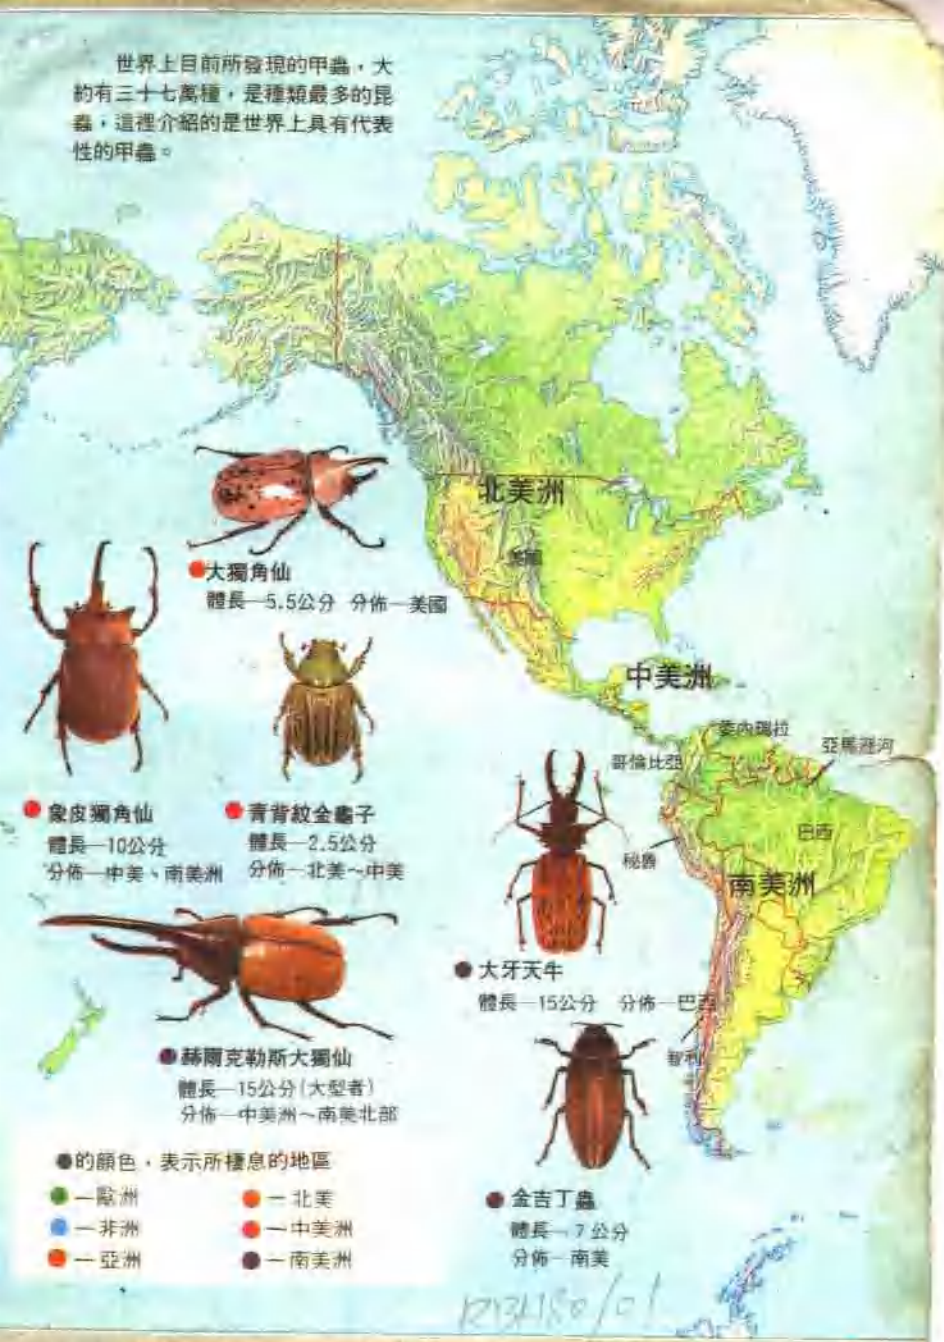 世界上目前所發現的甲蟲，大
約有三十七萬種，是種類最多的昆
蟲，這裡介紹的是世界上具有代表
性的甲蟲。
北美洲
美國
●大獨角仙
體長—5.5公分 分佈—美國
中美洲
委內瑞拉
亞馬遜河
哥倫比亞
巴西
秘魯
南美洲
智利
●象皮獨角仙
體長—10公分
分佈—中美、南美洲
●青背紋金龜子
體長—2.5公分
分佈—北美～中美
●大牙天牛
體長—15公分 分佈—巴西
●赫爾克勒斯大獨仙
體長—15公分(大型者)
分佈—中美洲～南美北部
●金吉丁蟲
體長—7公分
分佈—南美
●的顏色，表示所棲息的地區
●—歐洲
●—非洲
●—亞洲
●—北美
●—中美洲
●—南美洲